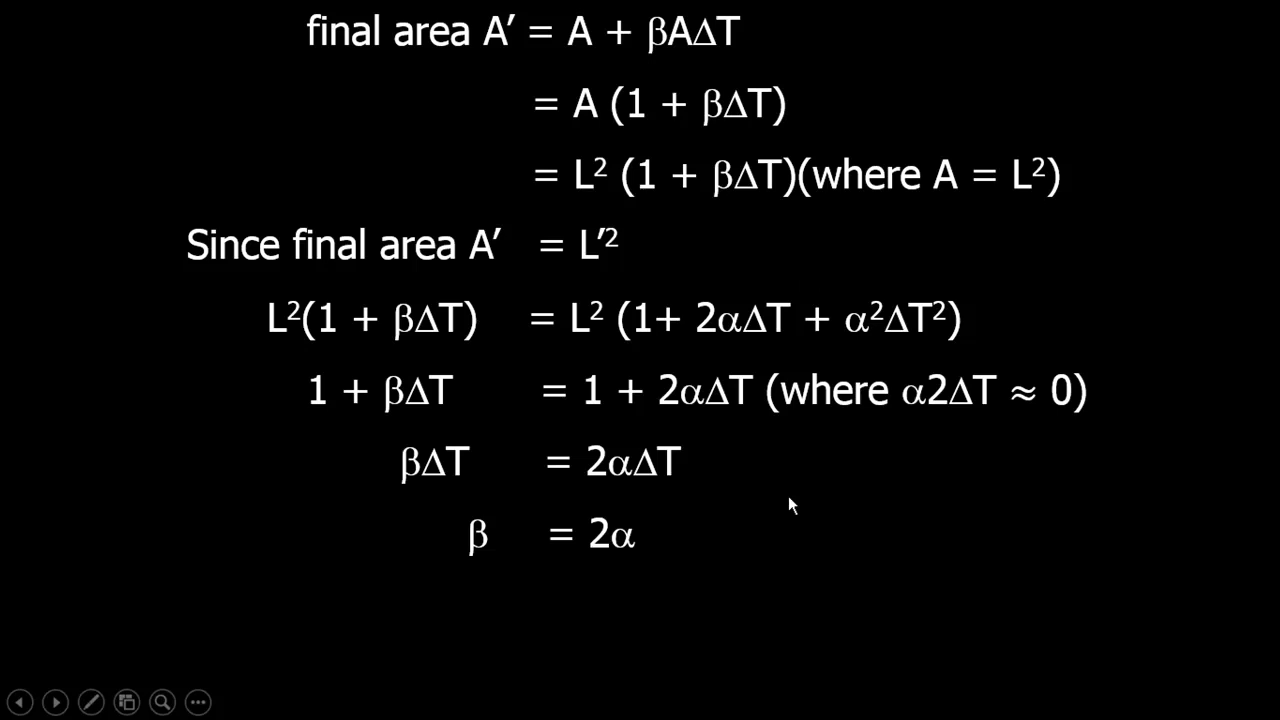 final area A′ = A + βAΔT
= A (1 + βΔT)
= L² (1 + βΔT)(where A = L²)
Since final area A′ = L′²
L²(1 + βΔT) = L² (1+ 2αΔT + α²ΔT²)
1 + βΔT = 1 + 2αΔT (where α2ΔT ≈ 0)
βΔT = 2αΔT
β = 2α